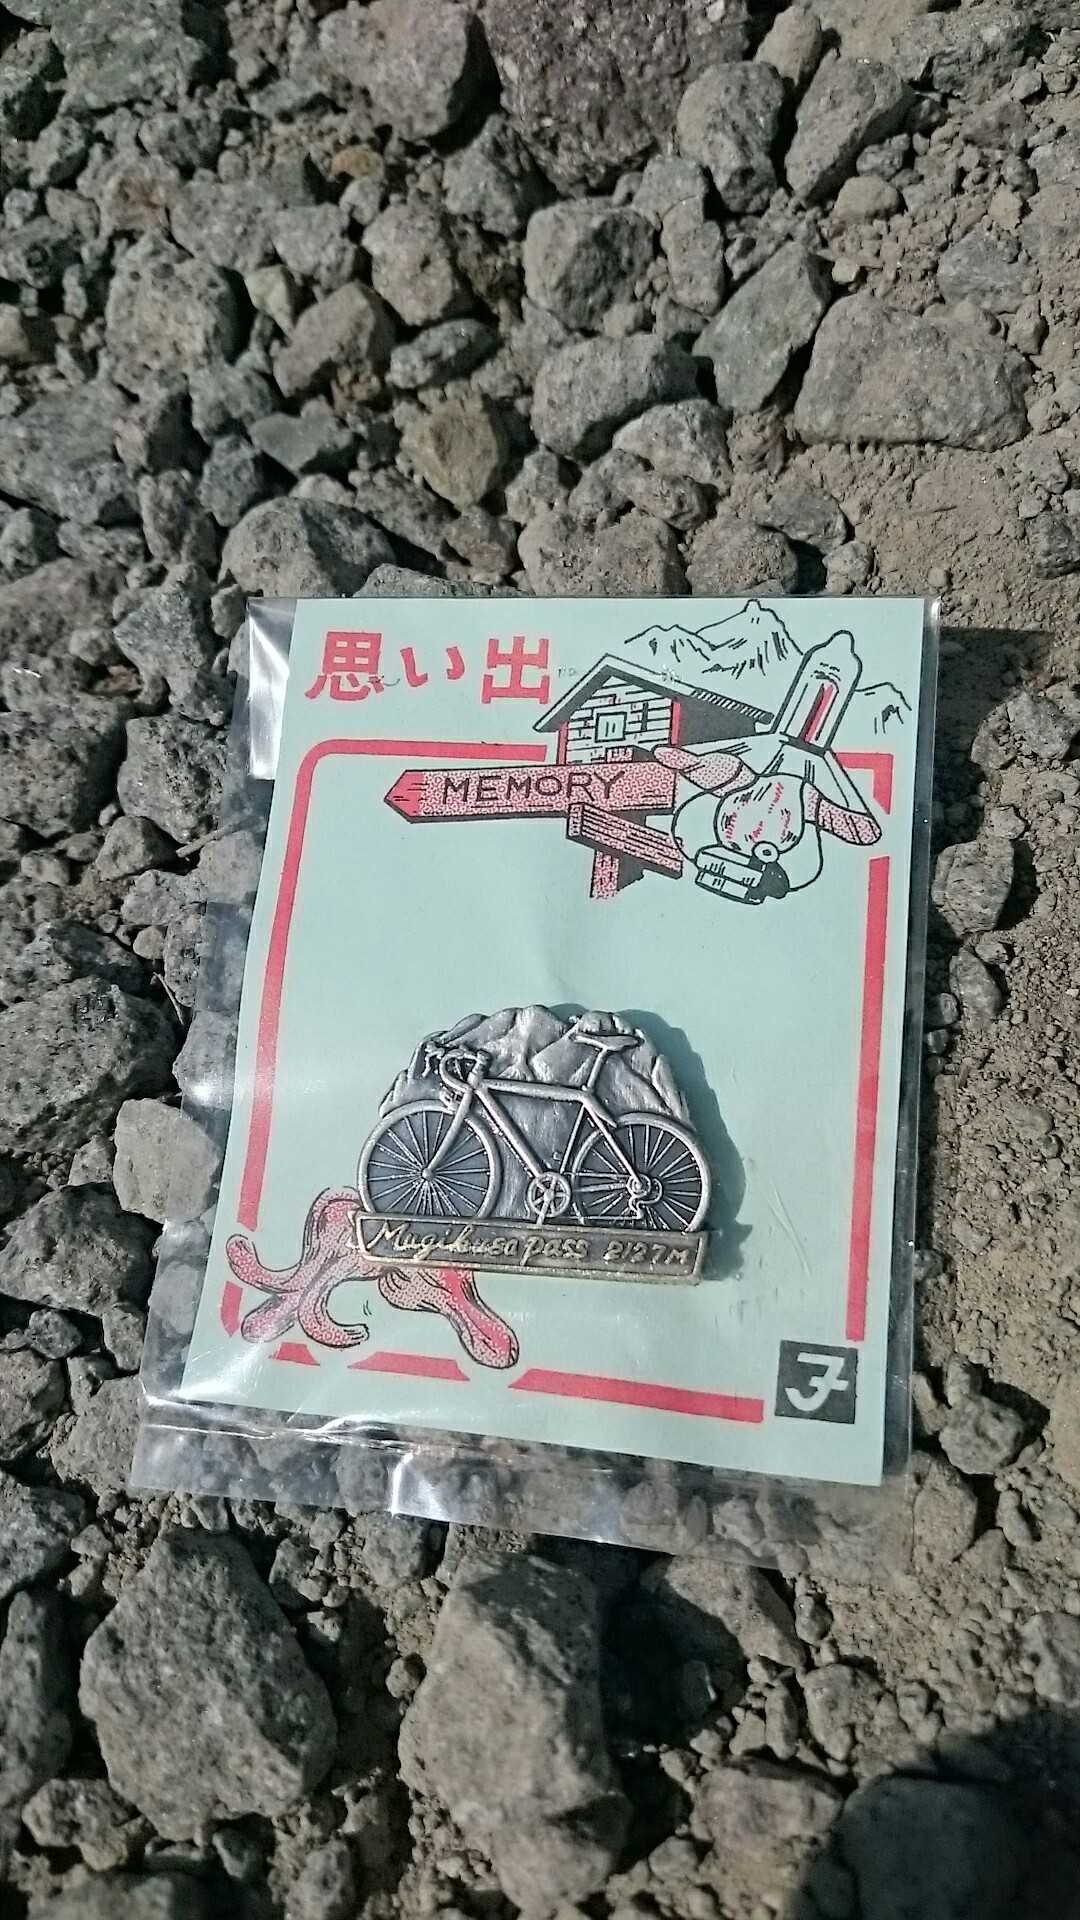 思い出
MEMORY
Mugikusa pass 2127M